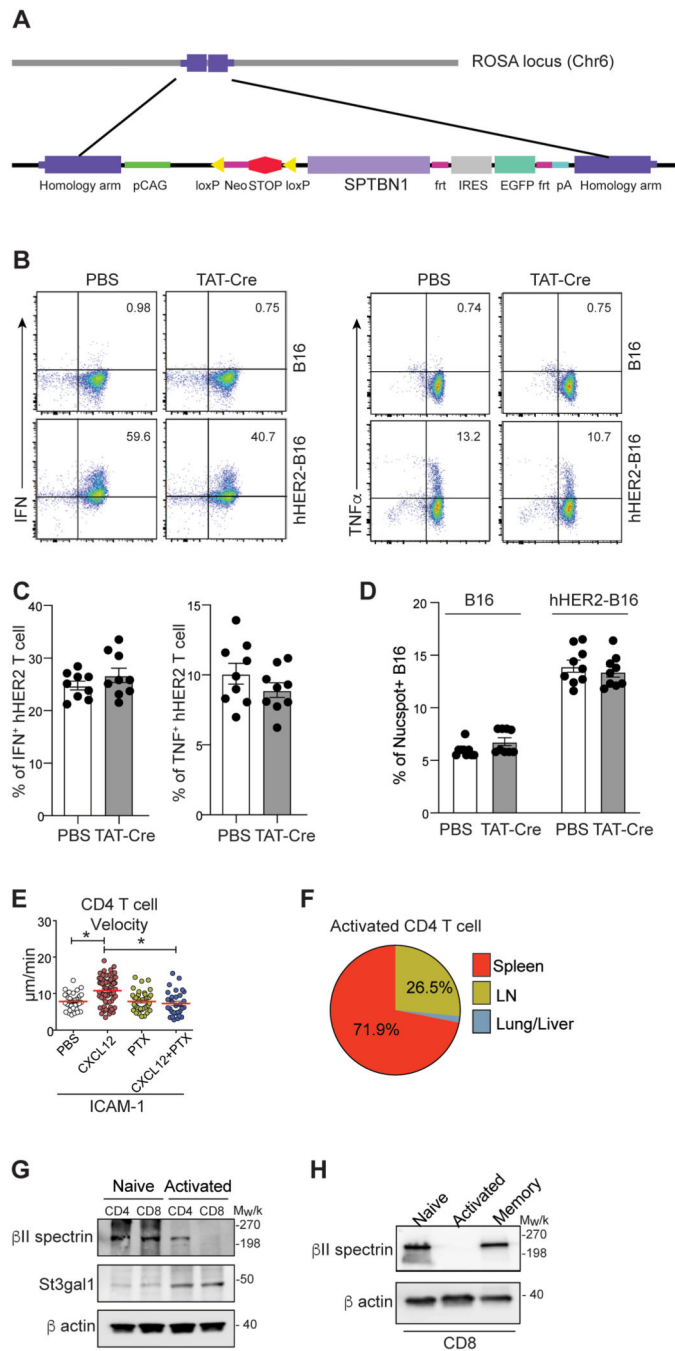 A
ROSA locus (Chr6)
Homology arm pCAG loxP Neo STOP loxP SPTBN1 frt IRES EGFP frt pA Homology arm
B
PBS TAT-Cre PBS TAT-Cre
0.98 0.75 B16 0.74 0.75 B16
59.6 40.7 hHER2-B16 13.2 10.7 hHER2-B16
IFN TNFα
C
% of IFN⁺ hHER2 T cell
40
30
20
10
0
PBS TAT-Cre
% of TNF⁺ hHER2 T cell
15
10
5
0
PBS TAT-Cre
D
B16 hHER2-B16
% of Nucspot+ B16
20
15
10
5
0
PBS TAT-Cre PBS TAT-Cre
E
CD4 T cell
Velocity
μm/min
30
20
10
0
* *
PBS CXCL12 PTX CXCL12+PTX
ICAM-1
F
Activated CD4 T cell
26.5%
71.9%
Spleen
LN
Lung/Liver
G
Naive Activated
CD4 CD8 CD4 CD8 Mw/k
βII spectrin -270
-198
St3gal1 -50
β actin - 40
H
Naive Activated Memory Mw/k
βII spectrin -270
-198
β actin - 40
CD8